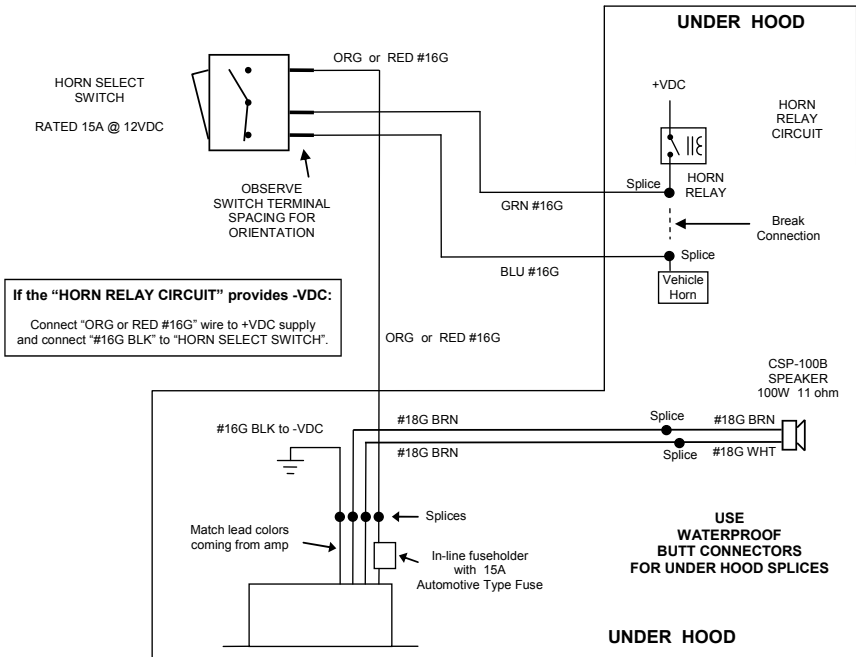 UNDER HOOD
ORG or RED #16G
HORN SELECT
SWITCH
RATED 15A @ 12VDC
+VDC
HORN
RELAY
CIRCUIT
OBSERVE
SWITCH TERMINAL
SPACING FOR
ORIENTATION
Splice
HORN
RELAY
GRN #16G
Break
Connection
Splice
BLU #16G
Vehicle
Horn
If the “HORN RELAY CIRCUIT” provides -VDC:
Connect “ORG or RED #16G” wire to +VDC supply
and connect “#16G BLK” to “HORN SELECT SWITCH”.
ORG or RED #16G
CSP-100B
SPEAKER
100W 11 ohm
#16G BLK to -VDC
#18G BRN
Splice
#18G BRN
#18G BRN
Splice
#18G WHT
Splices
Match lead colors
coming from amp
In-line fuseholder
with 15A
Automotive Type Fuse
USE
WATERPROOF
BUTT CONNECTORS
FOR UNDER HOOD SPLICES
UNDER HOOD